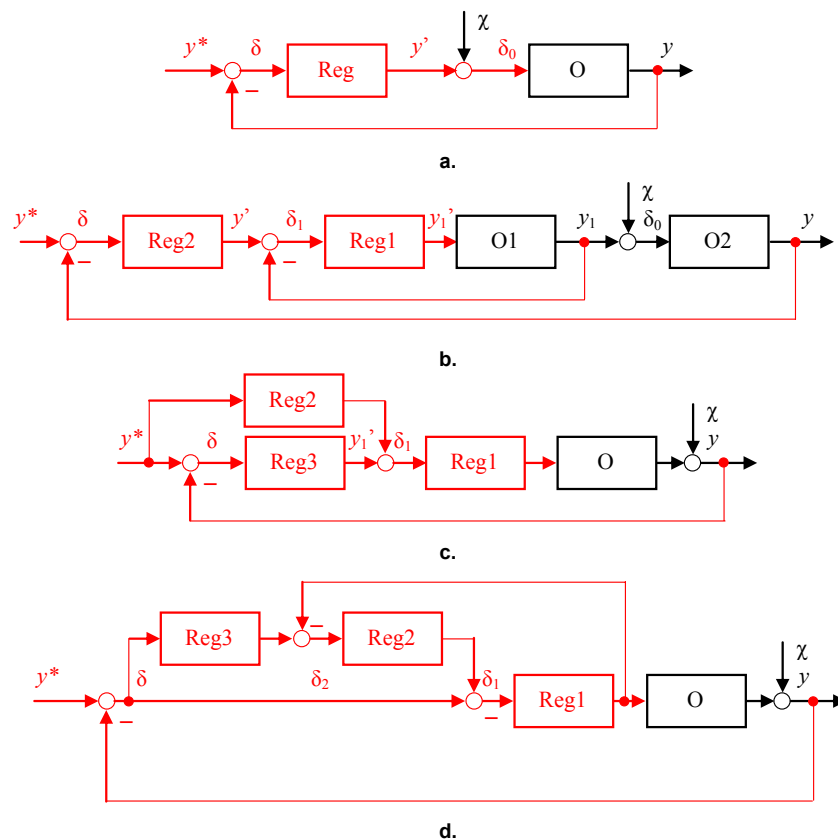 χ
y* δ Reg y’ δ₀ O y
−
a.
χ
y* δ Reg2 y’ δ₁ Reg1 y₁’ O1 y₁ δ₀ O2 y
− −
b.
Reg2
χ
y* δ Reg3 y₁’ δ₁ Reg1 O y
−
c.
−
Reg3 Reg2
χ
y* δ δ₂ δ₁ Reg1 O y
− −
d.